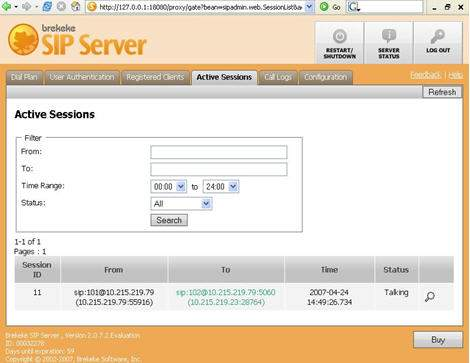 http://127.0.0.1:18080/proxy/gate?bean=sipadmin.web.SessionList&a
Go
brekeke
SIP Server
RESTART/
SHUTDOWN
SERVER
STATUS
LOG OUT
Dial Plan
User Authentication
Registered Clients
Active Sessions
Call Logs
Configuration
Feedback | Help
Refresh
Active Sessions
Filter
From:
To:
Time Range: 00:00 to 24:00
Status: All
Search
1-1 of 1
Pages : 1
Session ID From To Time Status
11 sip:101@10.215.219.79 sip:102@10.215.219.79:5060 2007-04-24 Talking
(10.215.219.79:55916) (10.215.219.23:28764) 14:49:26.734
Brekeke SIP Server , Version 2.0.7.2 Evaluation
ID: 00032276
Days until expiration: 59
Copyright © 2002-2007, Brekeke Software, Inc.
Buy